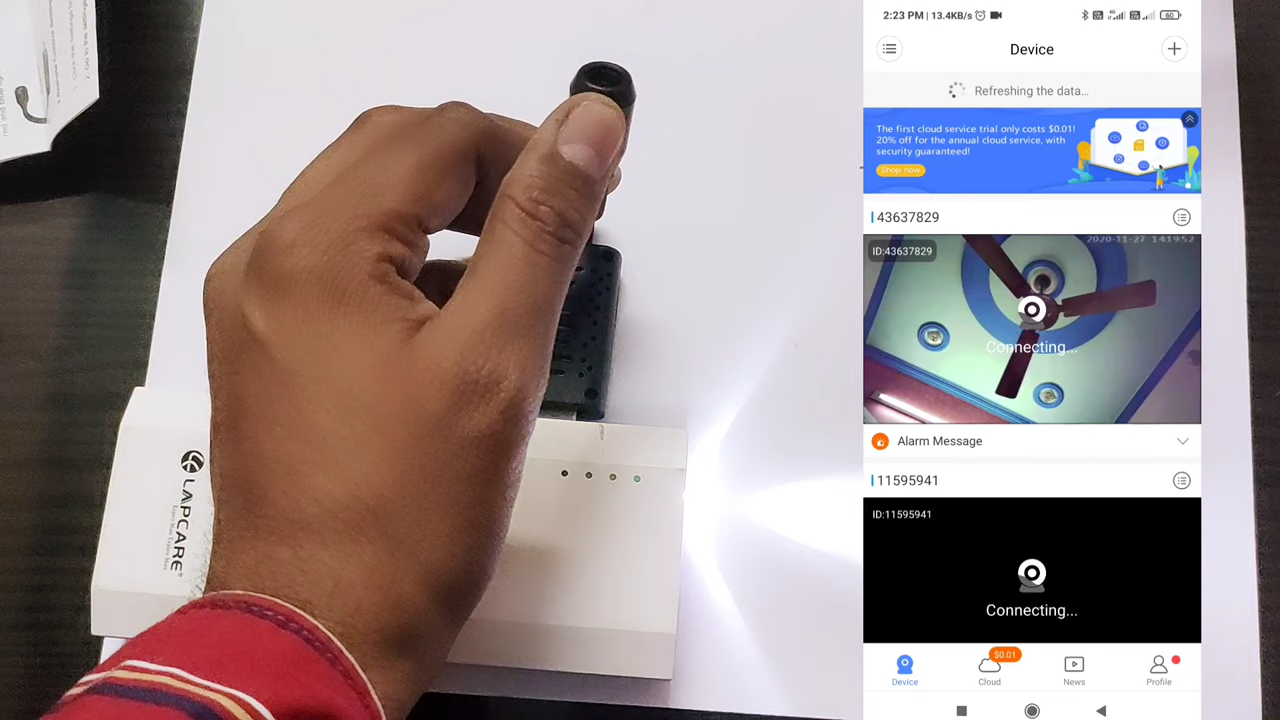 LAPCARE®
2:23 PM | 13.4KB/s
60
Device
Refreshing the data...
The first cloud service trial only costs $0.01!
20% off for the annual cloud service, with
security guaranteed!
Shop now
43637829
2020-11-27 14:19:52
ID:43637829
Connecting...
Alarm Message
11595941
ID:11595941
Connecting...
$0.01
Device
Cloud
News
Profile